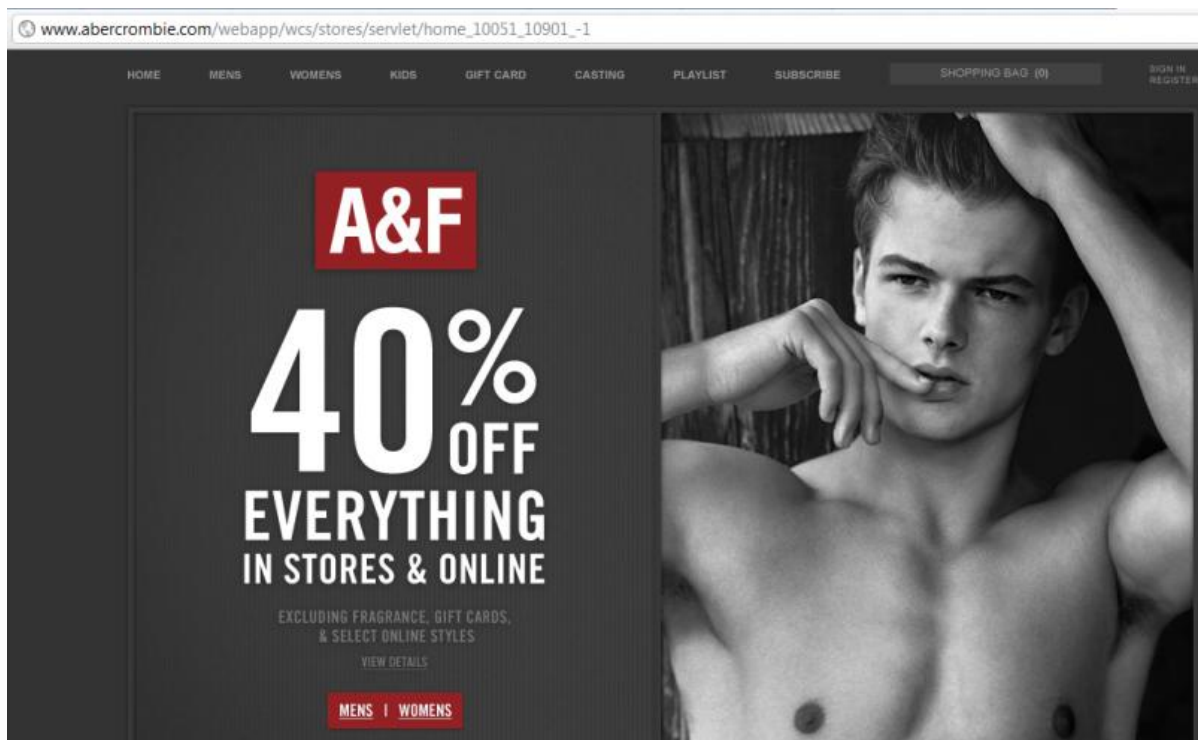 www.abercrombie.com/webapp/wcs/stores/servlet/home_10051_10901_-1
HOME MENS WOMENS KIDS GIFT CARD CASTING PLAYLIST SUBSCRIBE SHOPPING BAG (0) SIGN IN
REGISTER
A&F
40% OFF
EVERYTHING
IN STORES & ONLINE
EXCLUDING FRAGRANCE, GIFT CARDS,
& SELECT ONLINE STYLES
VIEW DETAILS
MENS | WOMENS